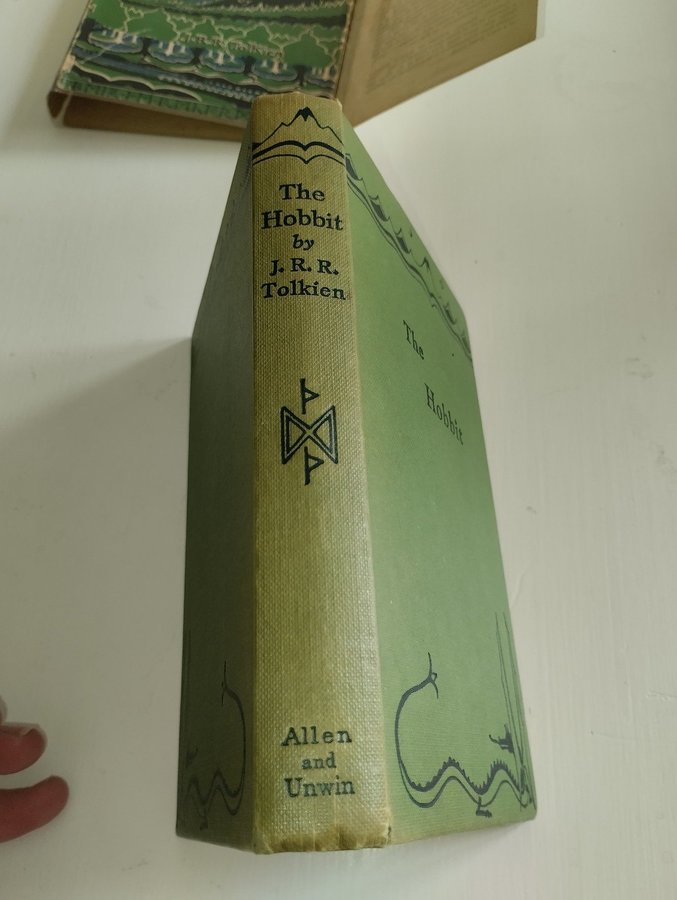 The
Hobbit
by
J. R. R.
Tolkien
ᚦ
ᛞ
ᚦ
Allen
and
Unwin
The
Hobbit